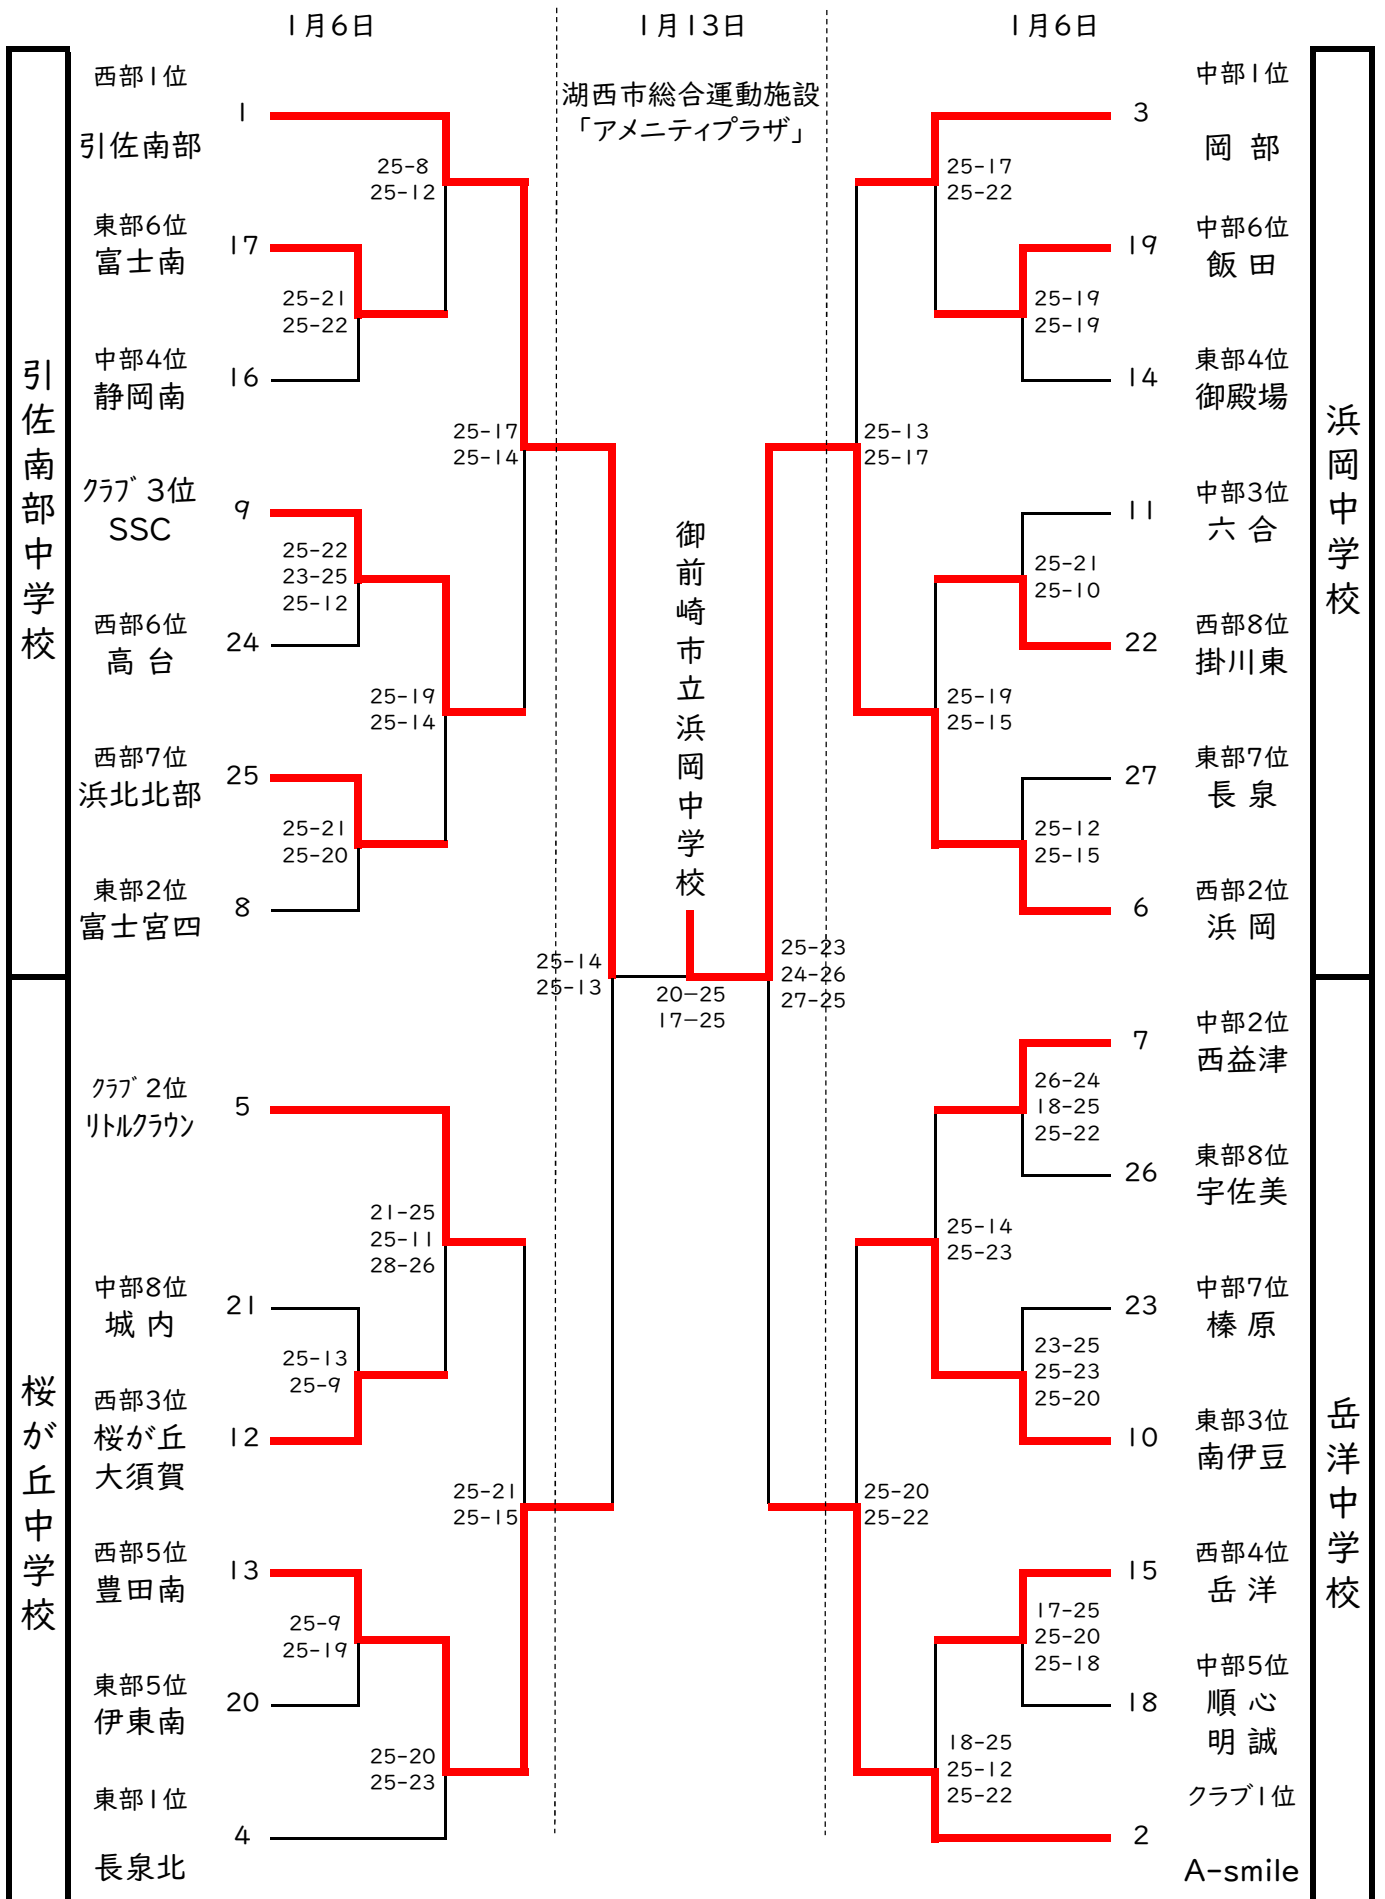 1月6日
1月13日
1月6日
湖西市総合運動施設
「アメニティプラザ」
引佐南部中学校
桜が丘中学校
西部1位
1
引佐南部
25-8
25-12
東部6位
17
富士南
25-21
25-22
中部4位
16
静岡南
25-17
25-14
クラブ3位
9
SSC
25-22
23-25
25-12
西部6位
24
高台
25-19
25-14
西部7位
25
浜北北部
25-21
25-20
東部2位
8
富士宮四
25-14
25-13
クラブ2位
5
リトルクラウン
21-25
25-11
28-26
中部8位
21
城内
25-13
25-9
西部3位
12
桜が丘
大須賀
25-21
25-15
西部5位
13
豊田南
25-9
25-19
東部5位
20
伊東南
25-20
25-23
東部1位
4
長泉北
御前崎市立浜岡中学校
20-25
17-25
25-23
24-26
27-25
中部1位
3
岡部
25-17
25-22
中部6位
19
飯田
25-19
25-19
東部4位
14
御殿場
25-13
25-17
中部3位
11
六合
25-21
25-10
西部8位
22
掛川東
25-19
25-15
東部7位
27
長泉
25-12
25-15
西部2位
6
浜岡
中部2位
7
西益津
26-24
18-25
25-22
東部8位
26
宇佐美
25-14
25-23
中部7位
23
榛原
23-25
25-23
25-20
東部3位
10
南伊豆
25-20
25-22
西部4位
15
岳洋
17-25
25-20
25-18
中部5位
18
順心
明誠
18-25
25-12
25-22
クラブ1位
2
A-smile
浜岡中学校
岳洋中学校